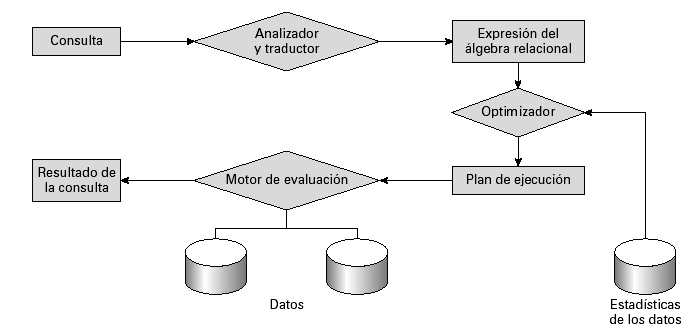 Consulta
Analizador
y traductor
Expresión del
álgebra relacional
Optimizador
Resultado de
la consulta
Motor de evaluación
Plan de ejecución
Datos
Estadísticas
de los datos